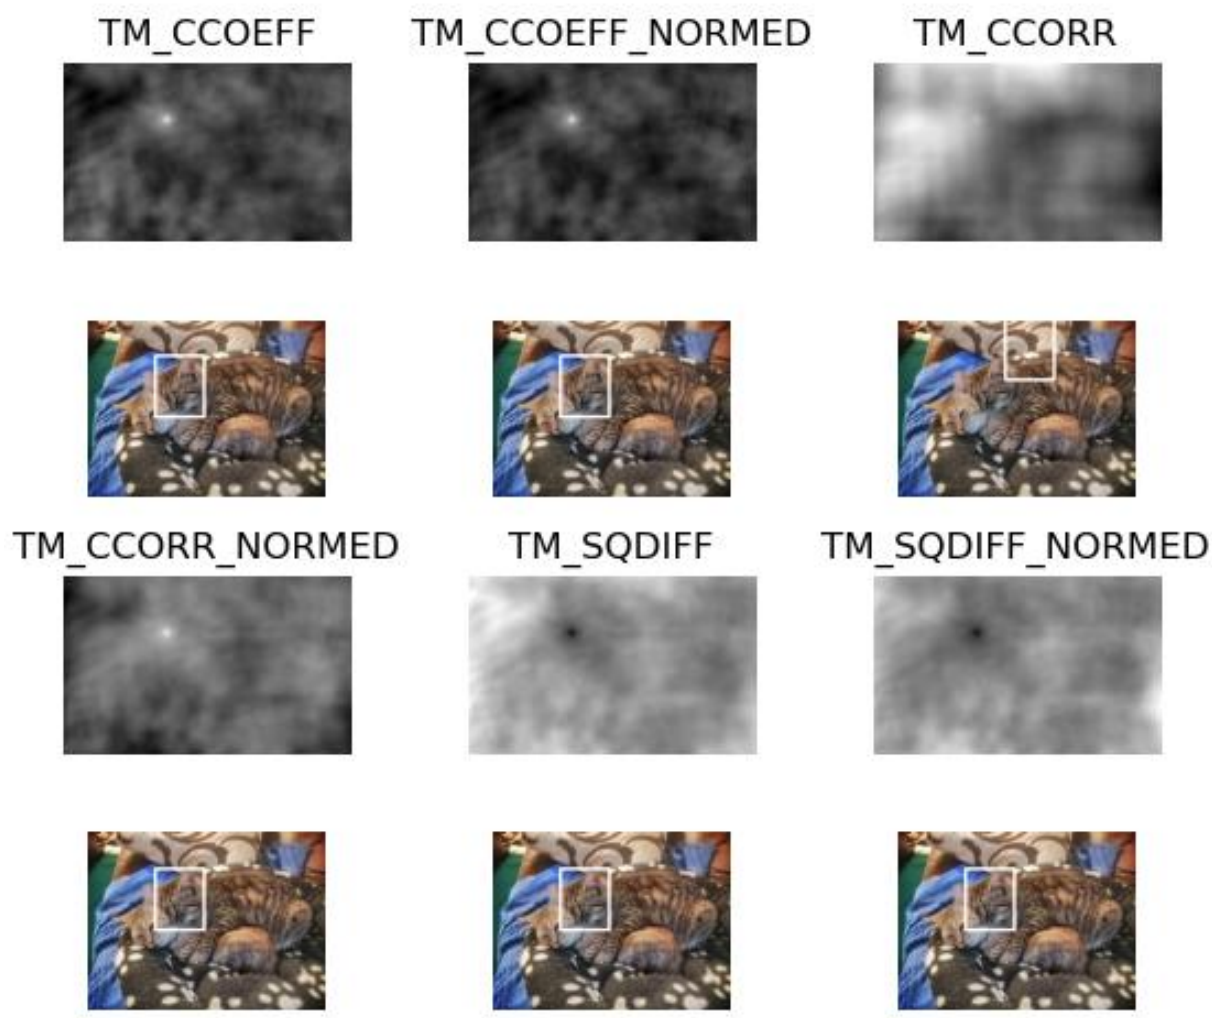 TM_CCOEFF
TM_CCOEFF_NORMED
TM_CCORR
TM_CCORR_NORMED
TM_SQDIFF
TM_SQDIFF_NORMED